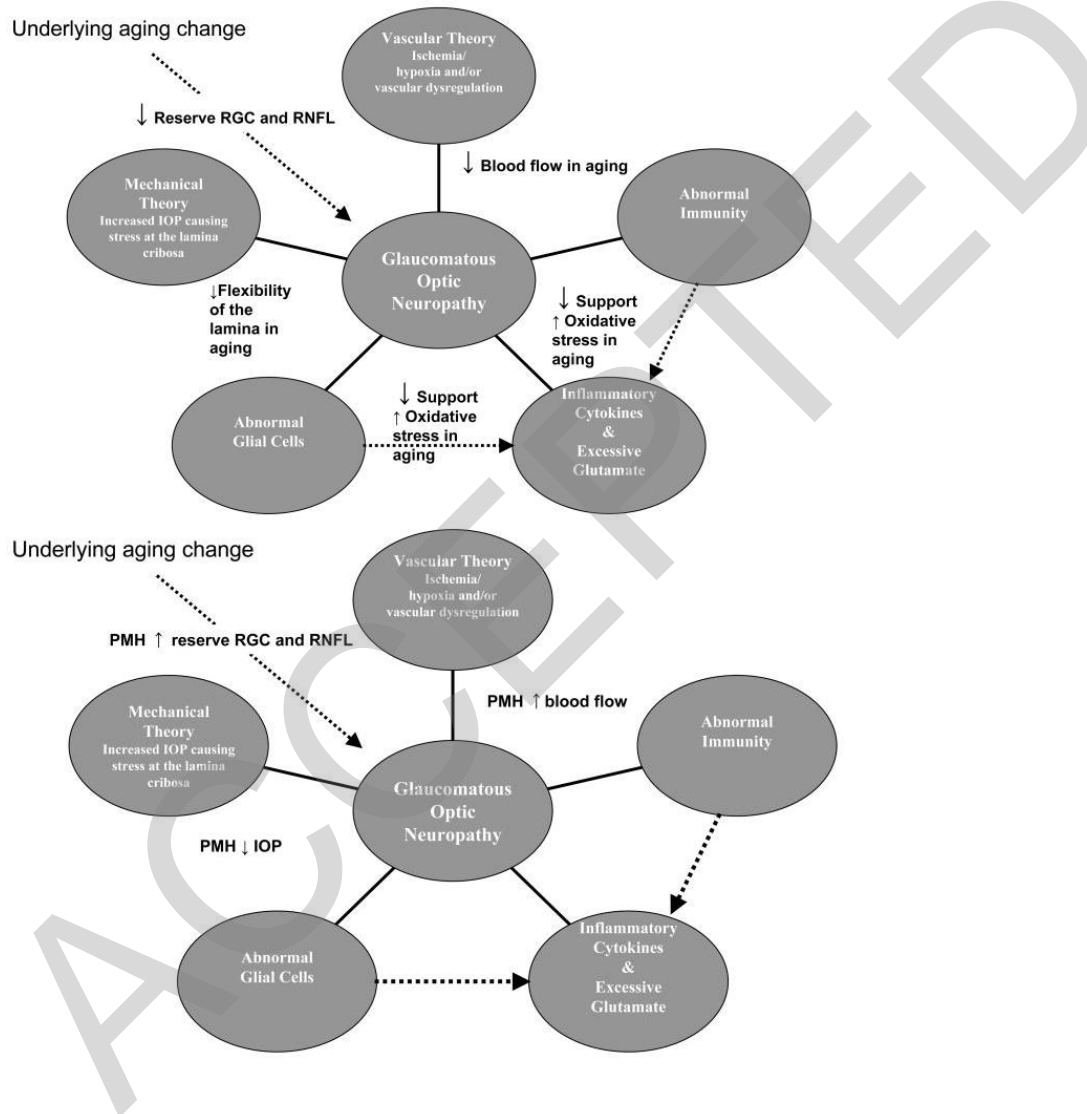 Underlying aging change
Vascular Theory
Ischemia/
hypoxia and/or
vascular dysregulation
↓ Reserve RGC and RNFL
↓ Blood flow in aging
Mechanical
Theory
Increased IOP causing
stress at the lamina
cribosa
Abnormal
Immunity
Glaucomatous
Optic
Neuropathy
↓Flexibility
of the
lamina in
aging
↓ Support
↑ Oxidative
stress in
aging
Abnormal
Glial Cells
↓ Support
↑ Oxidative
stress in
aging
Inflammatory
Cytokines
&
Excessive
Glutamate
Underlying aging change
Vascular Theory
Ischemia/
hypoxia and/or
vascular dysregulation
PMH ↑ reserve RGC and RNFL
PMH ↑ blood flow
Mechanical
Theory
Increased IOP causing
stress at the lamina
cribosa
Abnormal
Immunity
Glaucomatous
Optic
Neuropathy
PMH ↓ IOP
Abnormal
Glial Cells
Inflammatory
Cytokines
&
Excessive
Glutamate
ACCEPTED